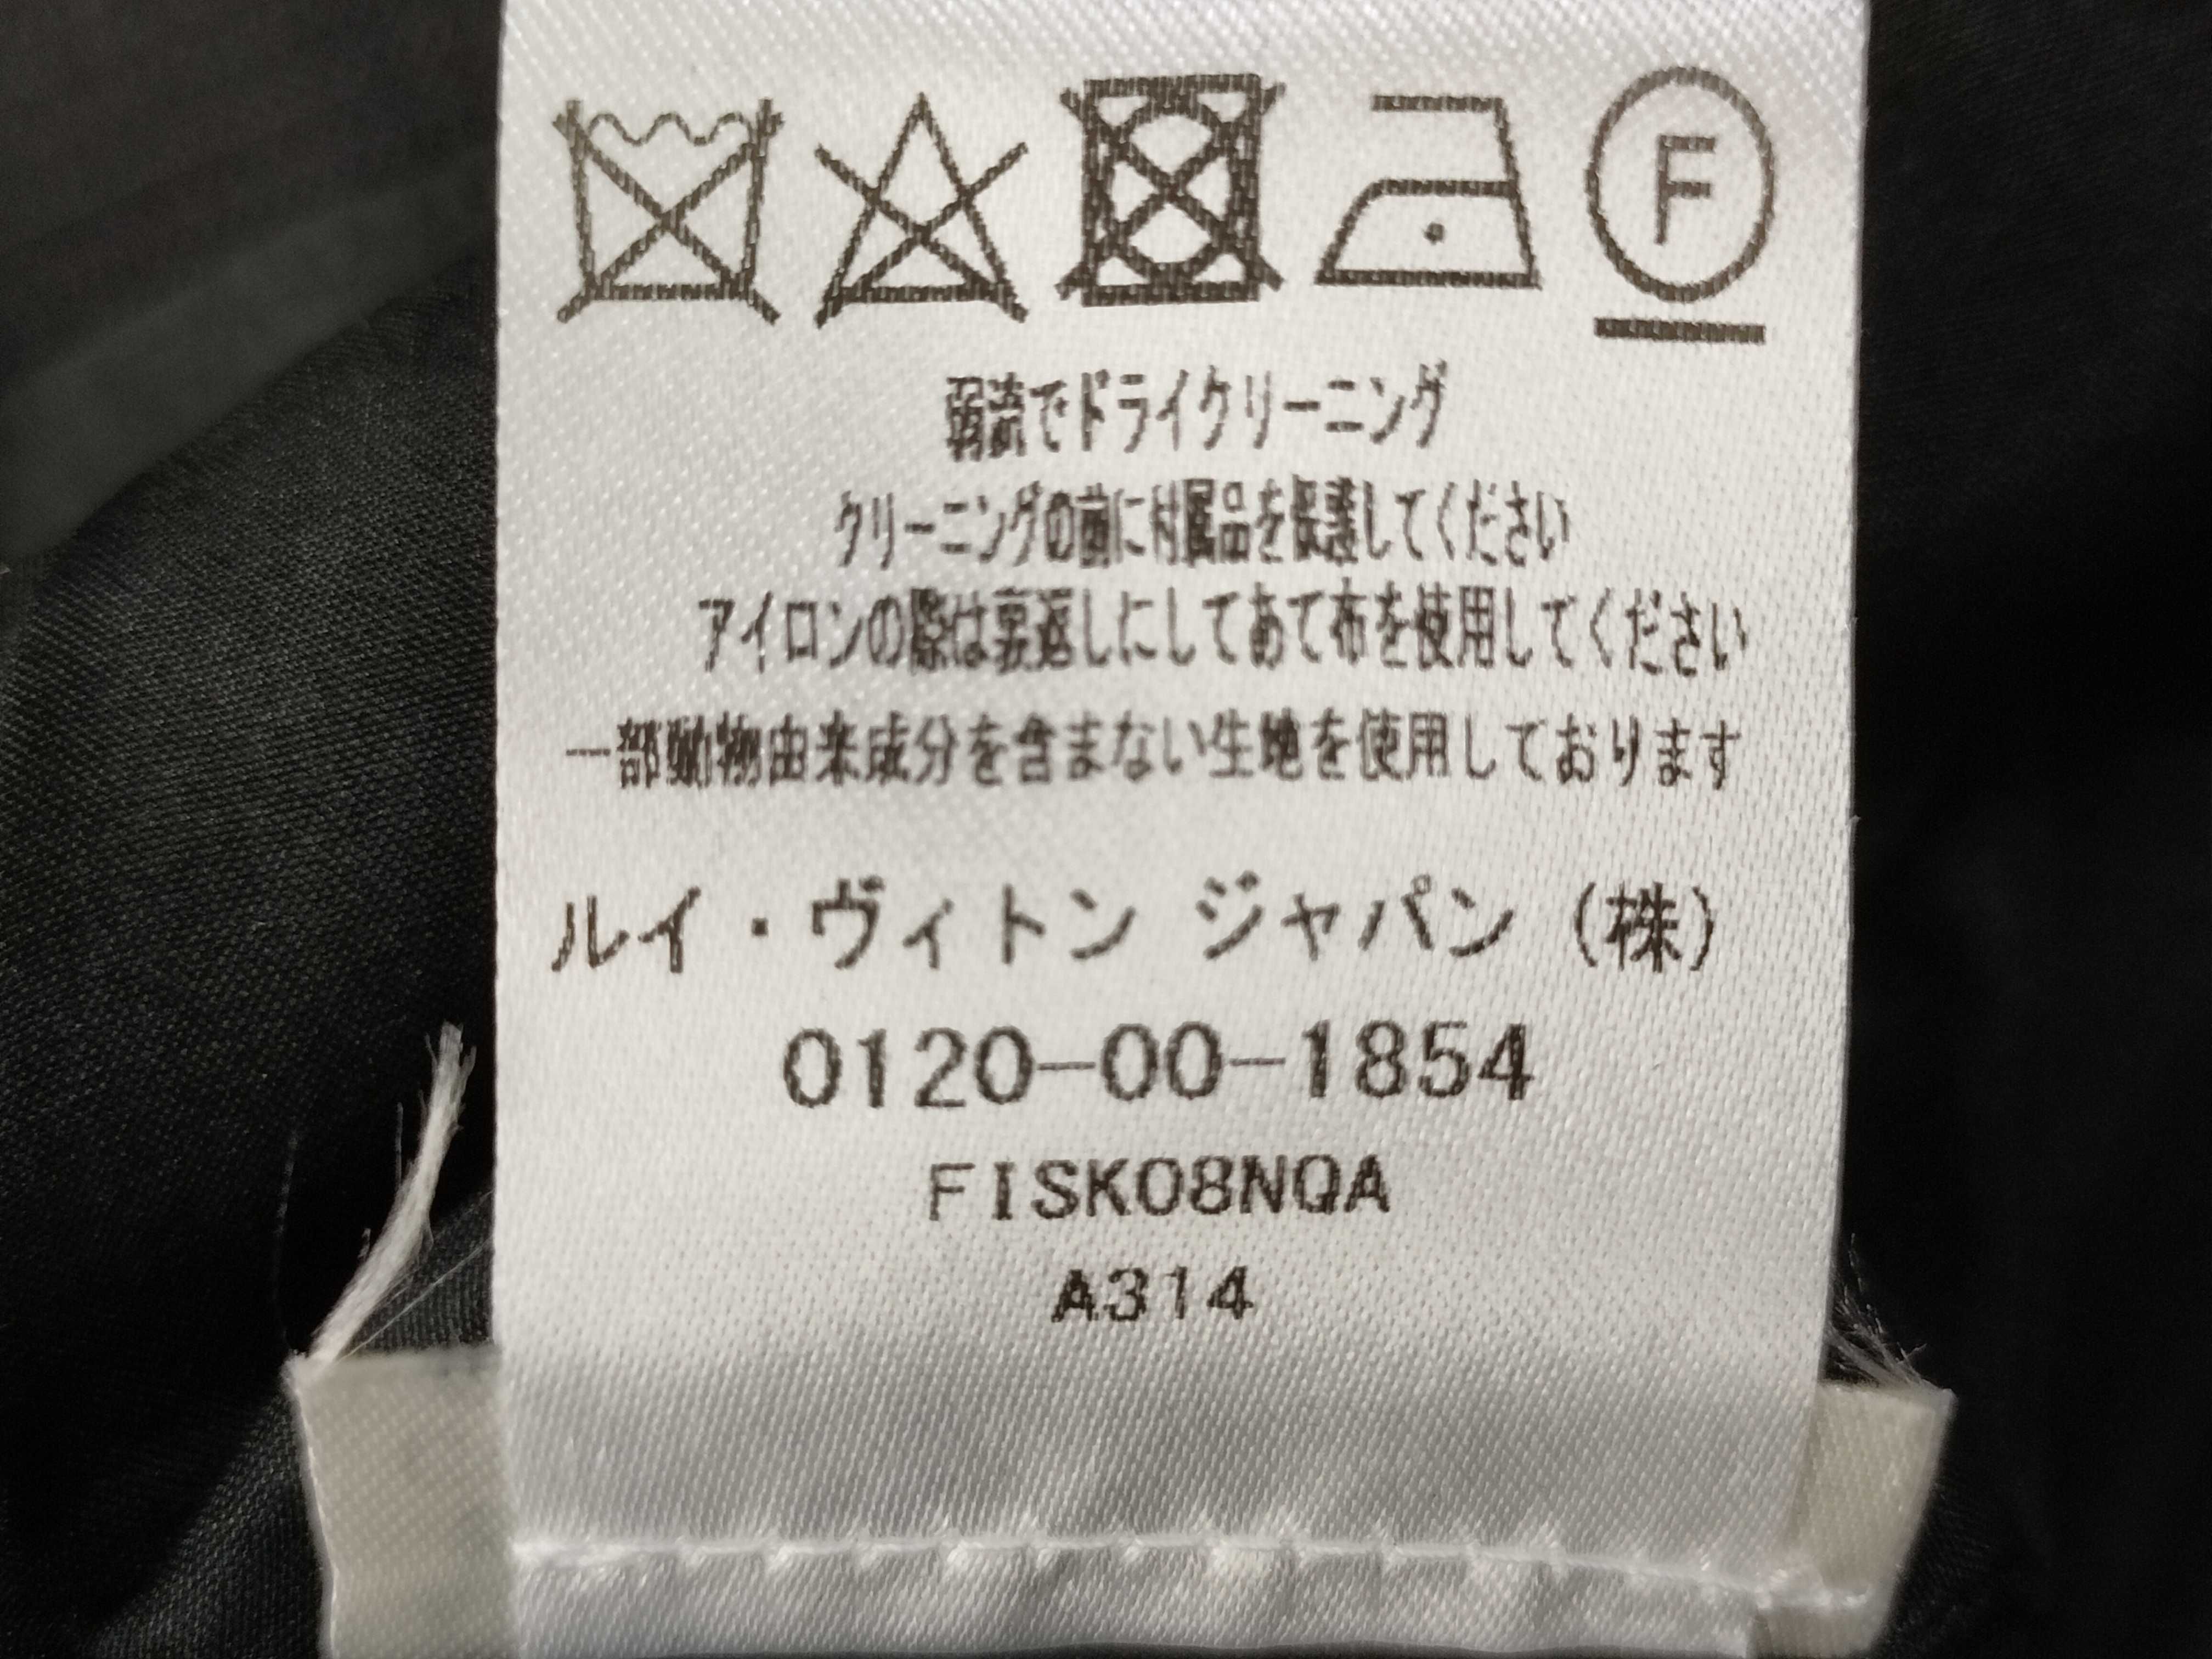 F
弱流でドライクリーニング
クリーニングの前に付属品を保護してください
アイロンの際は裏返しにしてあて布を使用してください
一部動物由来成分を含まない生地を使用しております
ルイ・ヴィトン ジャパン (株)
0120-00-1854
FISK08NQA
A314